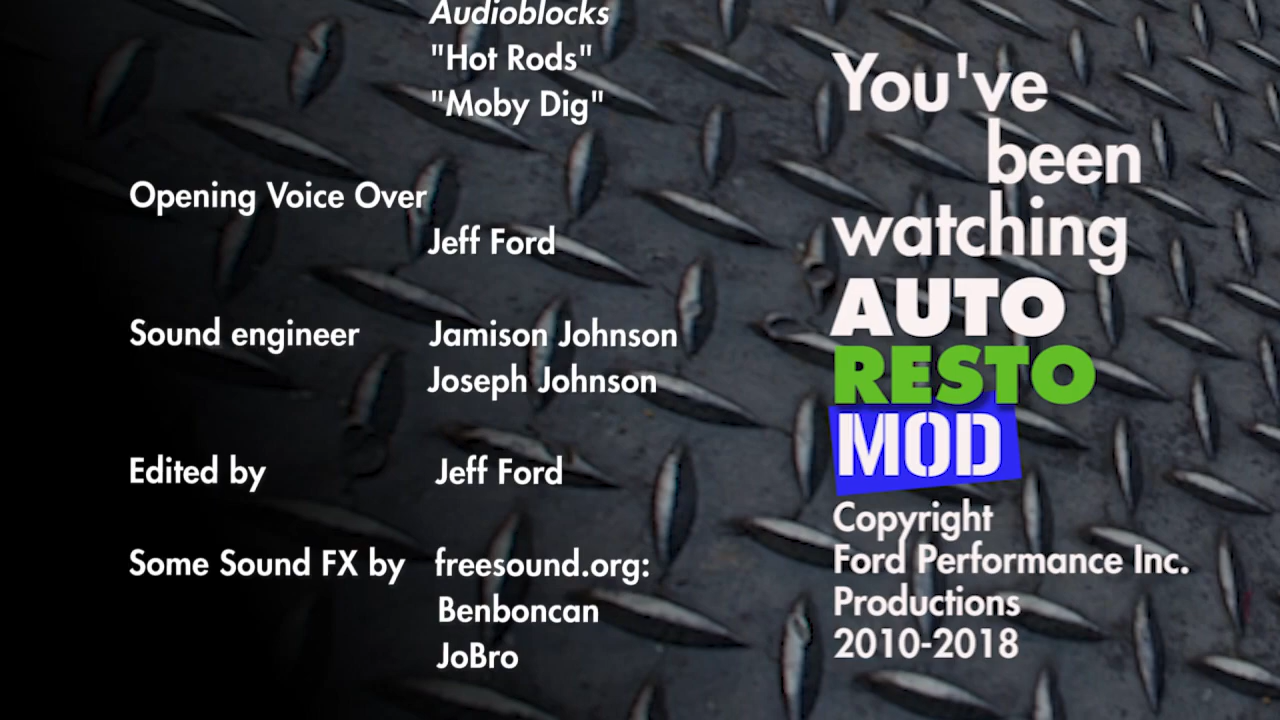 Audioblocks
"Hot Rods"
"Moby Dig"
Opening Voice Over
Jeff Ford
Sound engineer Jamison Johnson
Joseph Johnson
Edited by Jeff Ford
Some Sound FX by freesound.org:
Benboncan
JoBro
You've
been
watching
AUTO
RESTO
MOD
Copyright
Ford Performance Inc.
Productions
2010-2018